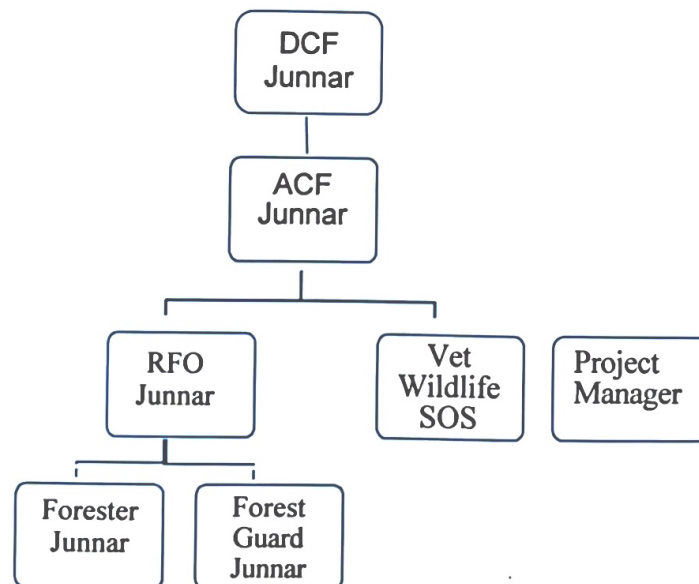 DCF
Junnar
ACF
Junnar
RFO
Junnar
Vet
Wildlife
SOS
Project
Manager
Forester
Junnar
Forest
Guard
Junnar